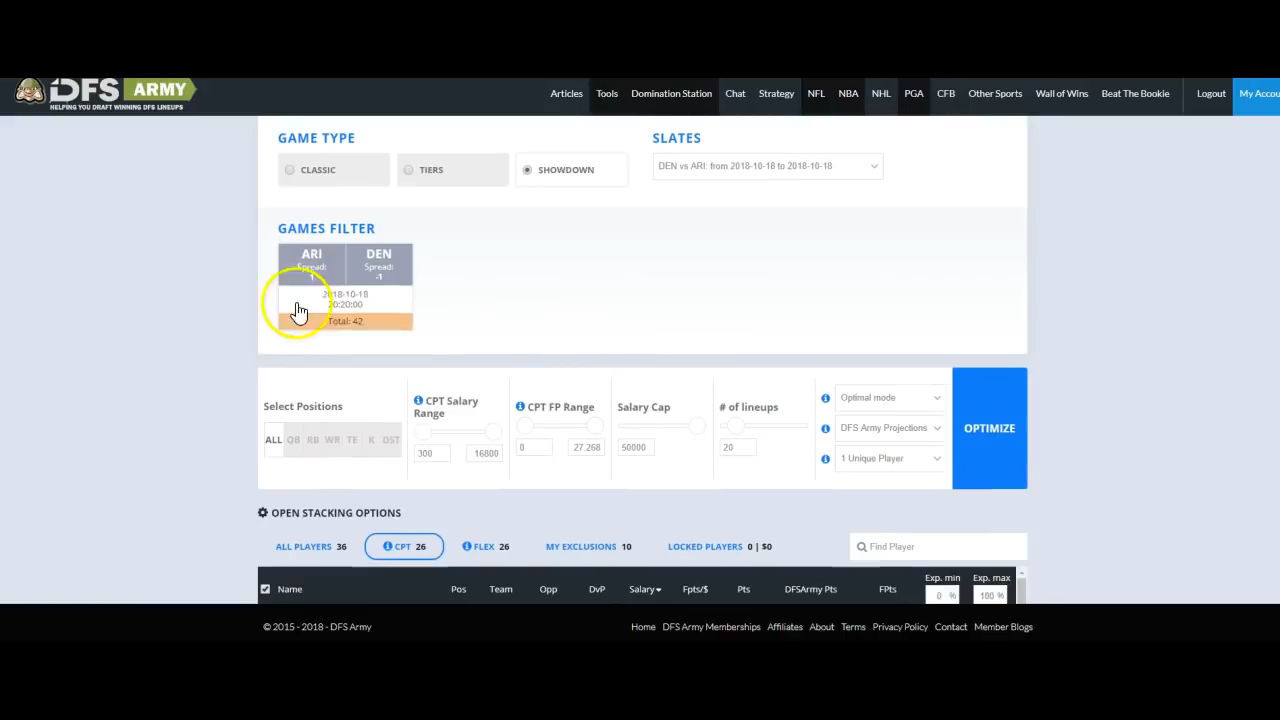 DFS ARMY
HELPING YOU DRAFT WINNING DFS LINEUPS
Articles Tools Domination Station Chat Strategy NFL NBA NHL PGA CFB Other Sports Wall of Wins Beat The Bookie Logout My Accou
GAME TYPE
SLATES
CLASSIC TIERS SHOWDOWN
DEN vs ARI: from 2018-10-18 to 2018-10-18
GAMES FILTER
ARI DEN
Spread: Spread:
1 -1
2018-10-18
20:20:00
Total: 42
Select Positions
ALL QB RB WR TE K DST
CPT Salary Range
300 16800
CPT FP Range
0 27.268
Salary Cap
50000
# of lineups
20
Optimal mode
DFS Army Projections
1 Unique Player
OPTIMIZE
OPEN STACKING OPTIONS
ALL PLAYERS 36 CPT 26 FLEX 26 MY EXCLUSIONS 10 LOCKED PLAYERS 0 | $0 Find Player
Name Pos Team Opp DvP Salary Fpts/$ Pts DFSArmy Pts FPts Exp. min Exp. max
0 % 100 %
© 2015 - 2018 - DFS Army Home DFS Army Memberships Affiliates About Terms Privacy Policy Contact Member Blogs